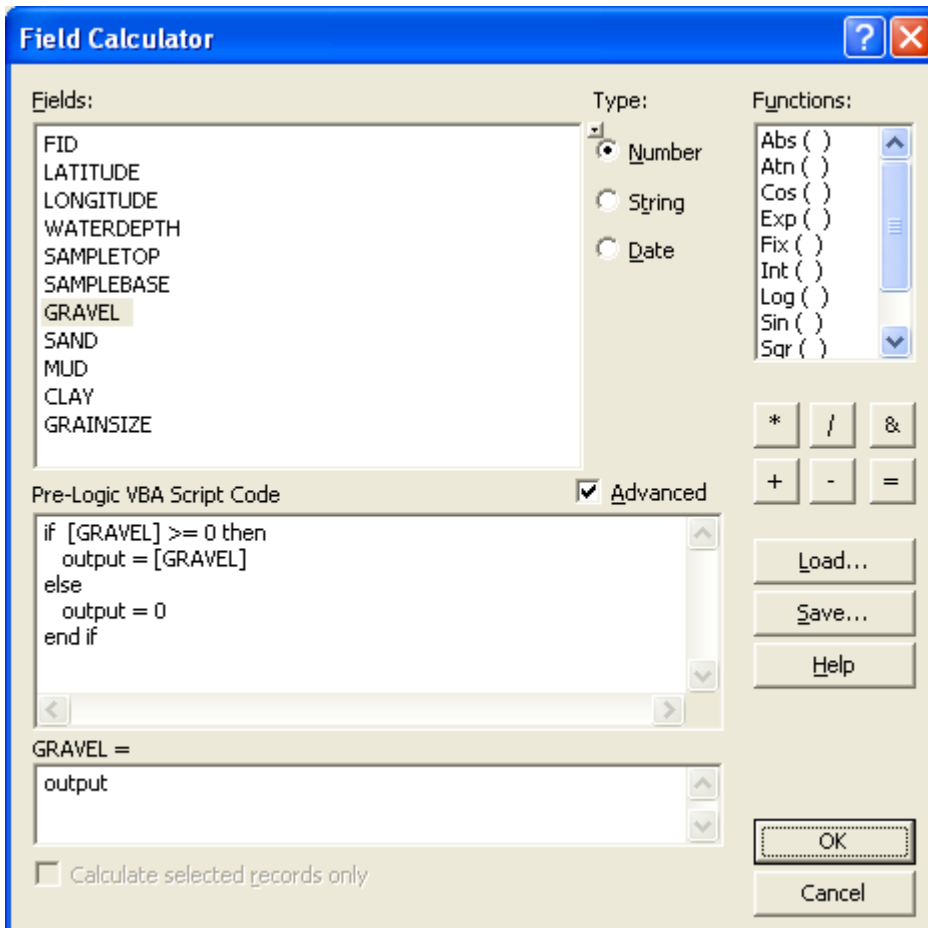 Field Calculator
Fields:
FID
LATITUDE
LONGITUDE
WATERDEPTH
SAMPLETOP
SAMPLEBASE
GRAVEL
SAND
MUD
CLAY
GRAINSIZE
Type:
Number
String
Date
Functions:
Abs ( )
Atn ( )
Cos ( )
Exp ( )
Fix ( )
Int ( )
Log ( )
Sin ( )
Sqr ( )
* / &
+ - =
Pre-Logic VBA Script Code
Advanced
if [GRAVEL] >= 0 then
output = [GRAVEL]
else
output = 0
end if
Load...
Save...
Help
GRAVEL =
output
Calculate selected records only
OK
Cancel